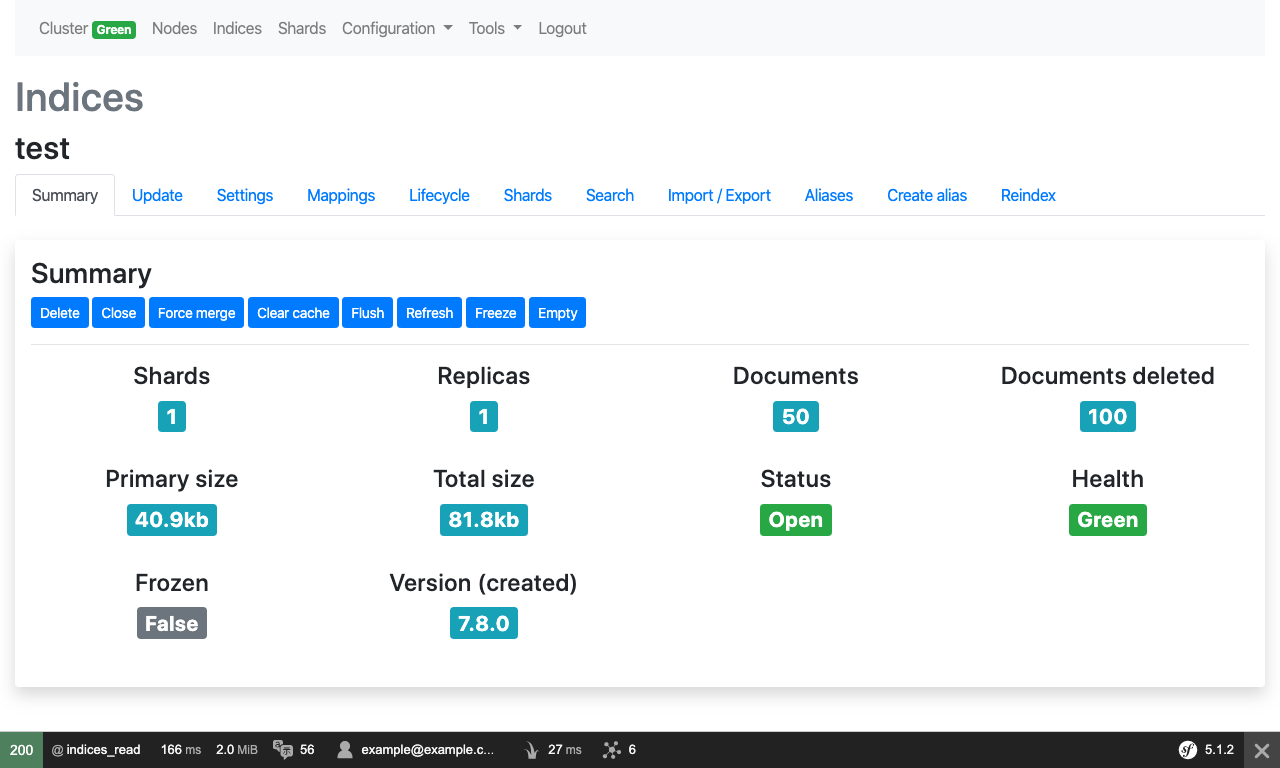 Cluster Green Nodes Indices Shards Configuration Tools Logout
Indices
test
Summary Update Settings Mappings Lifecycle Shards Search Import / Export Aliases Create alias Reindex
Summary
Delete Close Force merge Clear cache Flush Refresh Freeze Empty
Shards Replicas Documents Documents deleted
1 1 50 100
Primary size Total size Status Health
40.9kb 81.8kb Open Green
Frozen Version (created)
False 7.8.0
200 @ indices_read 166 ms 2.0 MiB 56 example@example.c... 27 ms 6 sf 5.1.2